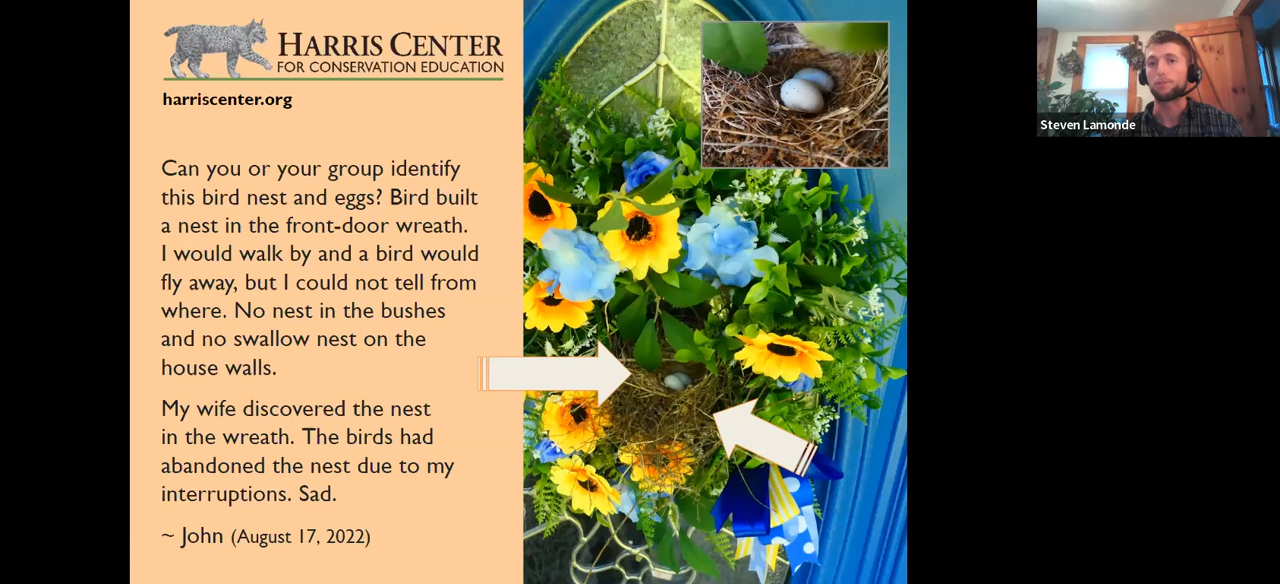 HARRIS CENTER
FOR CONSERVATION EDUCATION
harriscenter.org
Can you or your group identify
this bird nest and eggs? Bird built
a nest in the front-door wreath.
I would walk by and a bird would
fly away, but I could not tell from
where. No nest in the bushes
and no swallow nest on the
house walls.
My wife discovered the nest
in the wreath. The birds had
abandoned the nest due to my
interruptions. Sad.
~ John (August 17, 2022)
Steven Lamonde